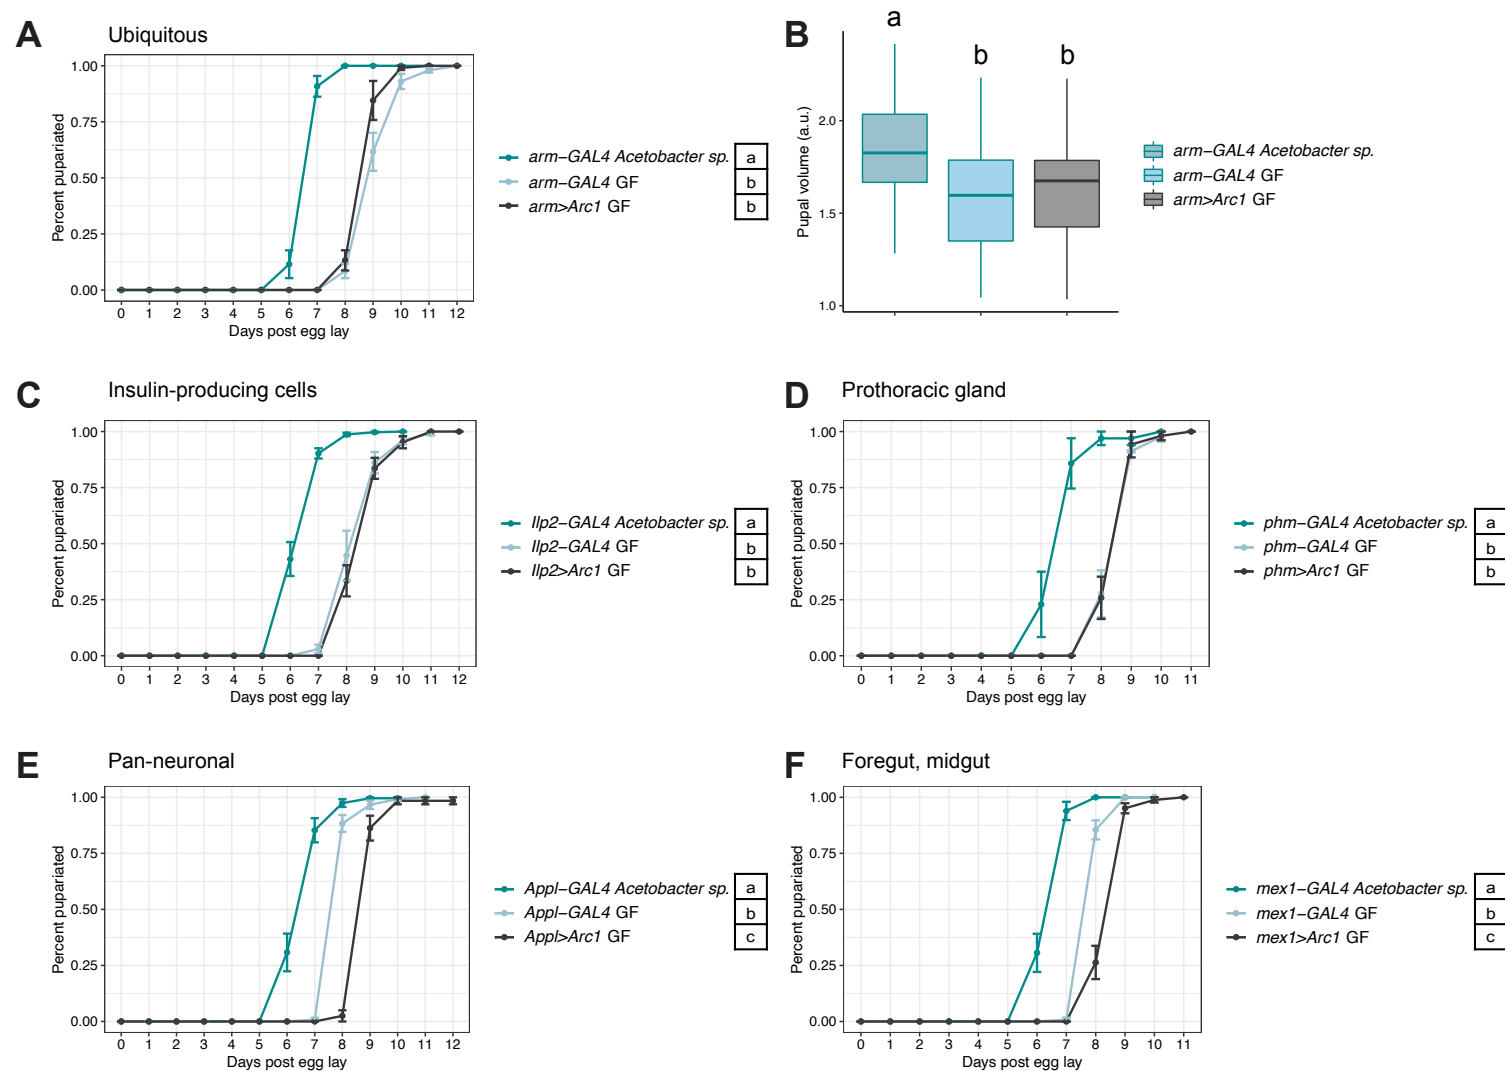 A
Ubiquitous
Percent pupariated
1.00
0.75
0.50
0.25
0.00
0 1 2 3 4 5 6 7 8 9 10 11 12
Days post egg lay
arm−GAL4 Acetobacter sp. a
arm−GAL4 GF b
arm>Arc1 GF b
B
a
b
b
Pupal volume (a.u.)
2.0
1.5
1.0
arm−GAL4 Acetobacter sp.
arm−GAL4 GF
arm>Arc1 GF
C
Insulin-producing cells
Percent pupariated
1.00
0.75
0.50
0.25
0.00
0 1 2 3 4 5 6 7 8 9 10 11 12
Days post egg lay
Ilp2−GAL4 Acetobacter sp. a
Ilp2−GAL4 GF b
Ilp2>Arc1 GF b
D
Prothoracic gland
Percent pupariated
1.00
0.75
0.50
0.25
0.00
0 1 2 3 4 5 6 7 8 9 10 11
Days post egg lay
phm−GAL4 Acetobacter sp. a
phm−GAL4 GF b
phm>Arc1 GF b
E
Pan-neuronal
Percent pupariated
1.00
0.75
0.50
0.25
0.00
0 1 2 3 4 5 6 7 8 9 10 11 12
Days post egg lay
Appl−GAL4 Acetobacter sp. a
Appl−GAL4 GF b
Appl>Arc1 GF c
F
Foregut, midgut
Percent pupariated
1.00
0.75
0.50
0.25
0.00
0 1 2 3 4 5 6 7 8 9 10 11
Days post egg lay
mex1−GAL4 Acetobacter sp. a
mex1−GAL4 GF b
mex1>Arc1 GF c